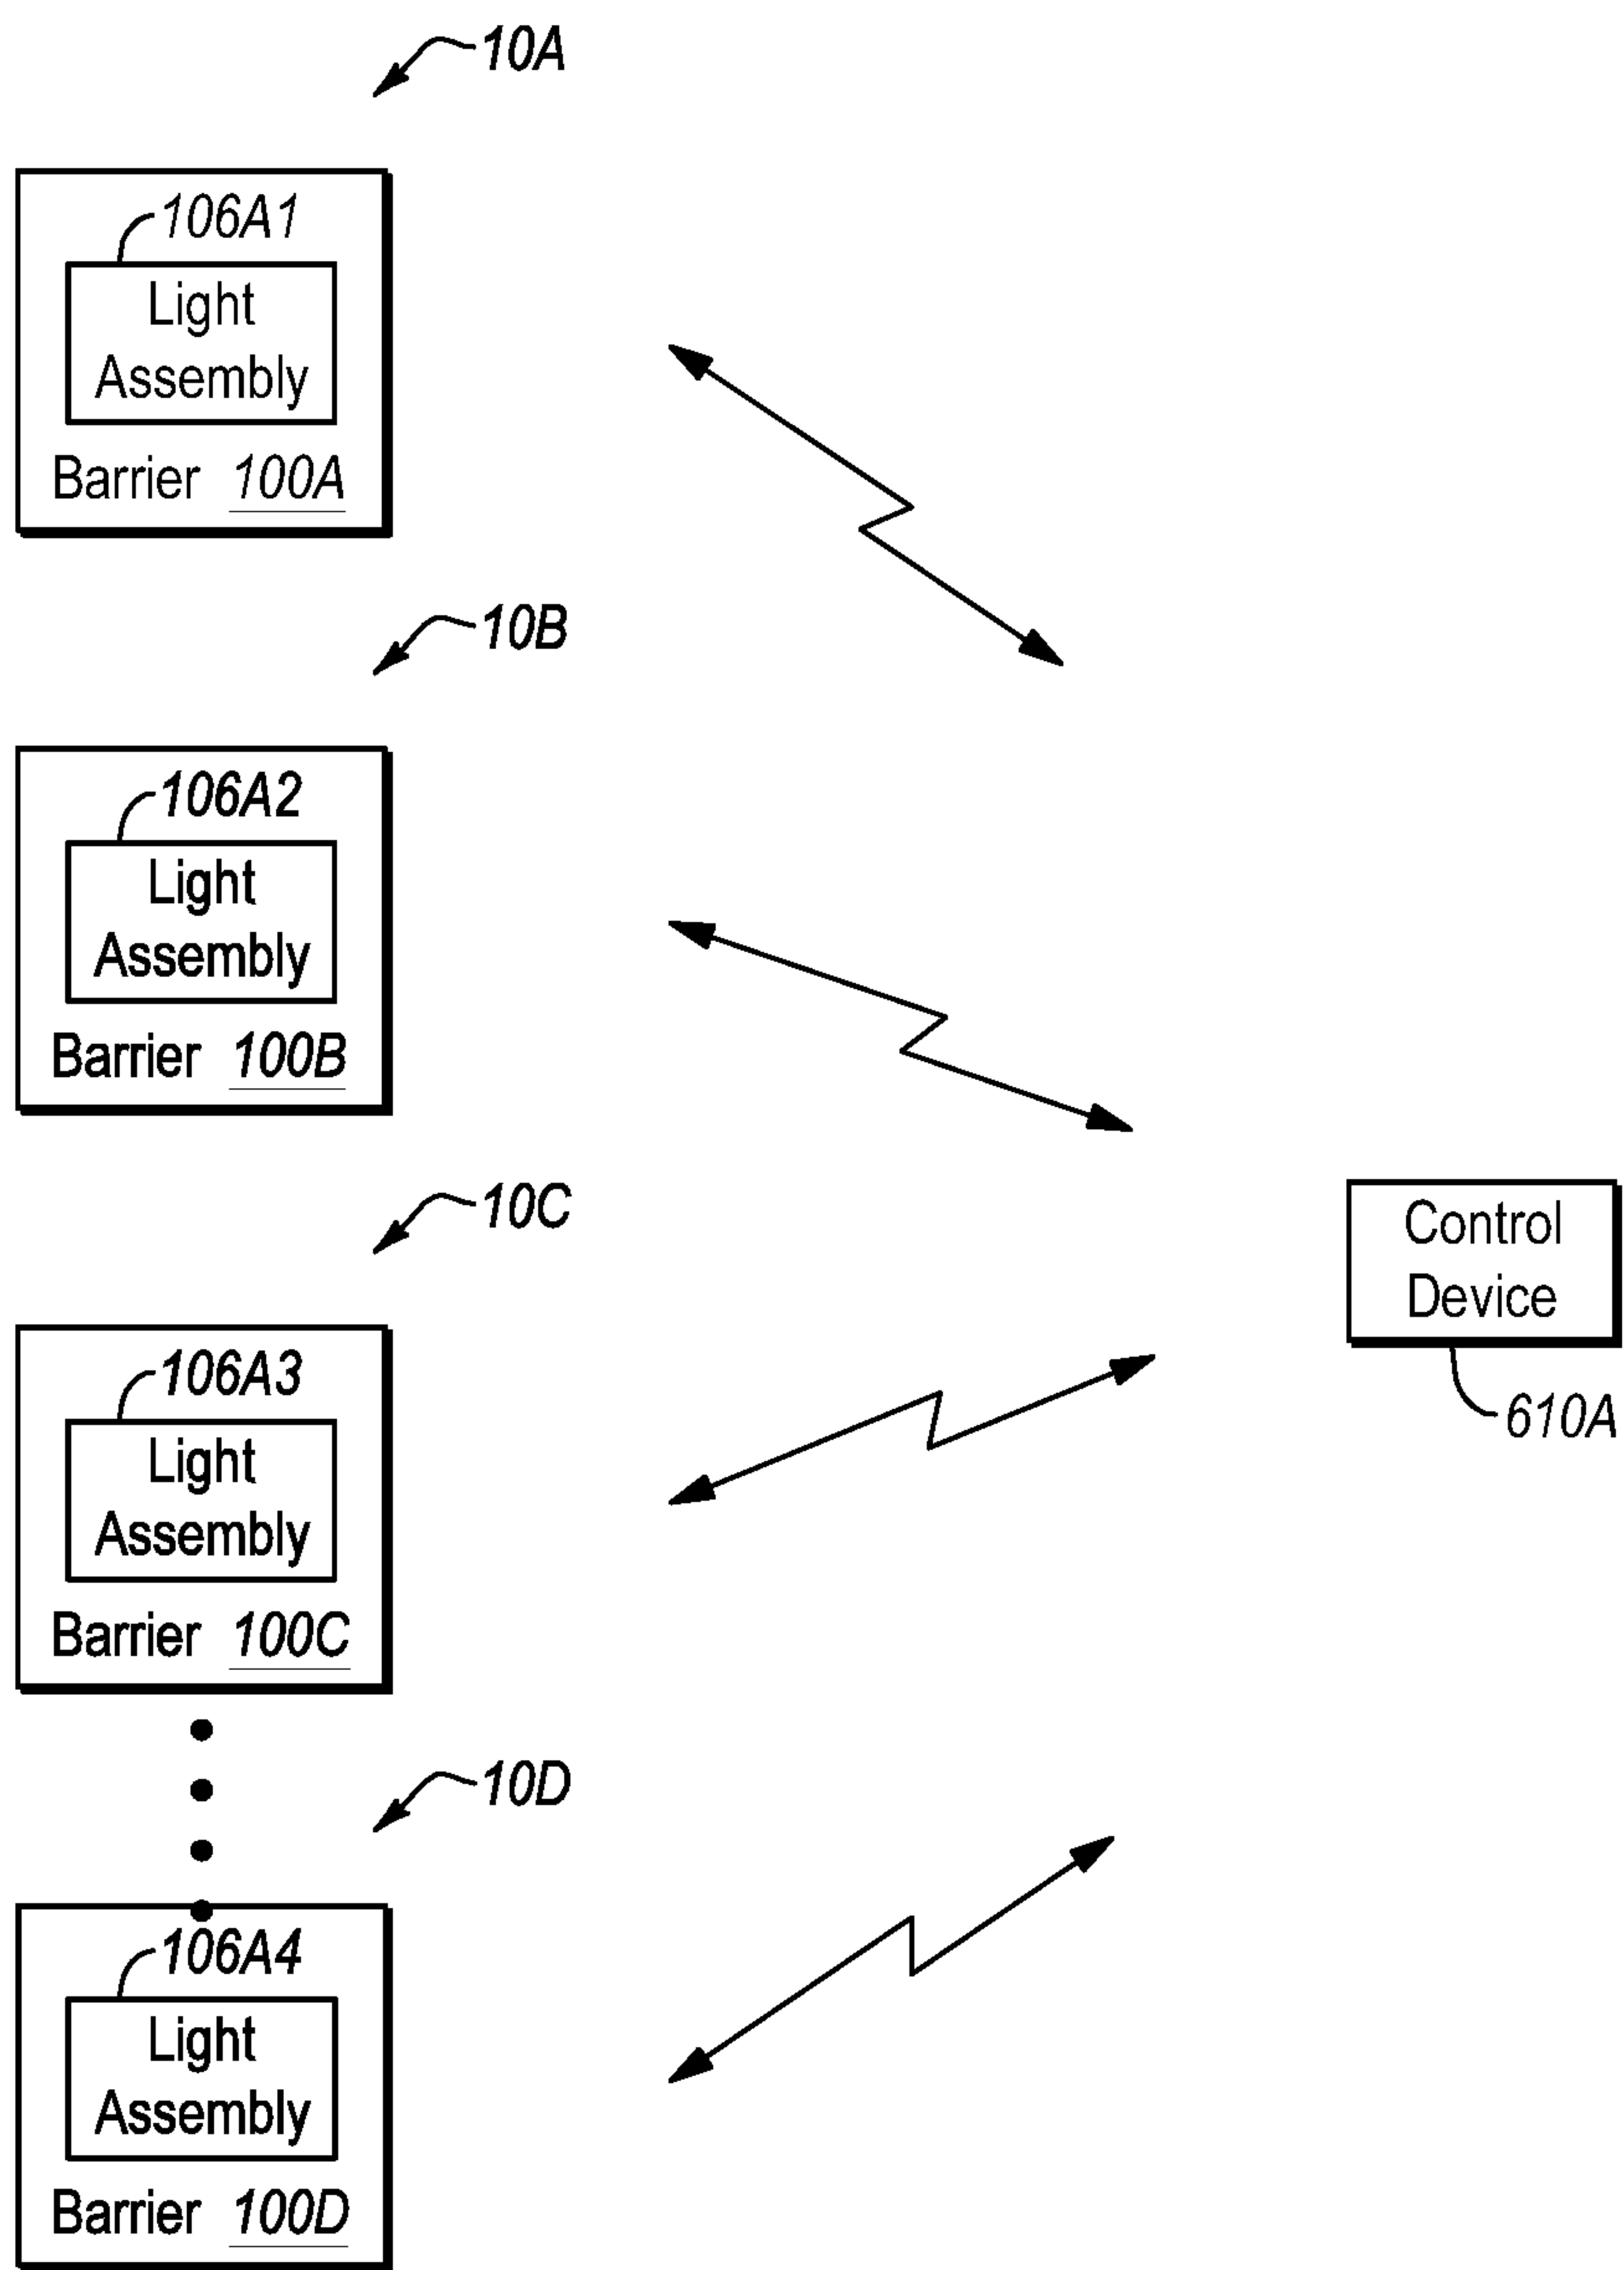 10A
106A1
Light
Assembly
Barrier 100A
10B
106A2
Light
Assembly
Barrier 100B
10C
Control
Device
106A3
610A
Light
Assembly
Barrier 100C
10D
106A4
Light
Assembly
Barrier 100D